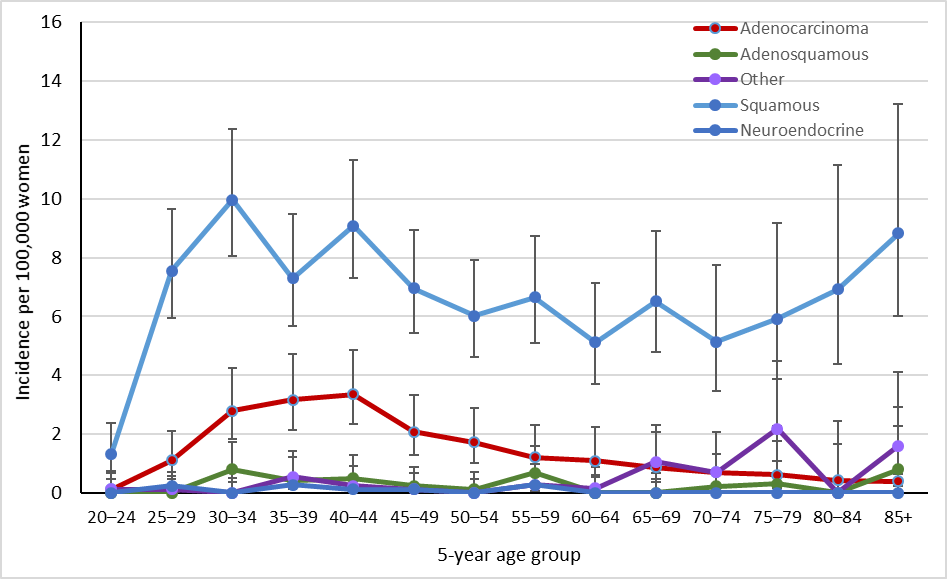 16
14
12
10
8
6
4
2
0
Incidence per 100,000 women
Adenocarcinoma
Adenosquamous
Other
Squamous
Neuroendocrine
20–24 25–29 30–34 35–39 40–44 45–49 50–54 55–59 60–64 65–69 70–74 75–79 80–84 85+
5-year age group